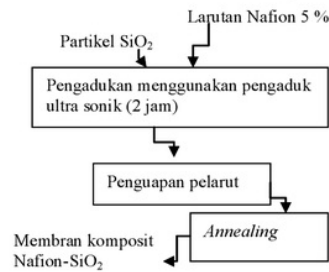 Larutan Nafion 5 %
Partikel SiO₂
Pengadukan menggunakan pengaduk
ultra sonik (2 jam)
Penguapan pelarut
Annealing
Membran komposit
Nafion-SiO₂